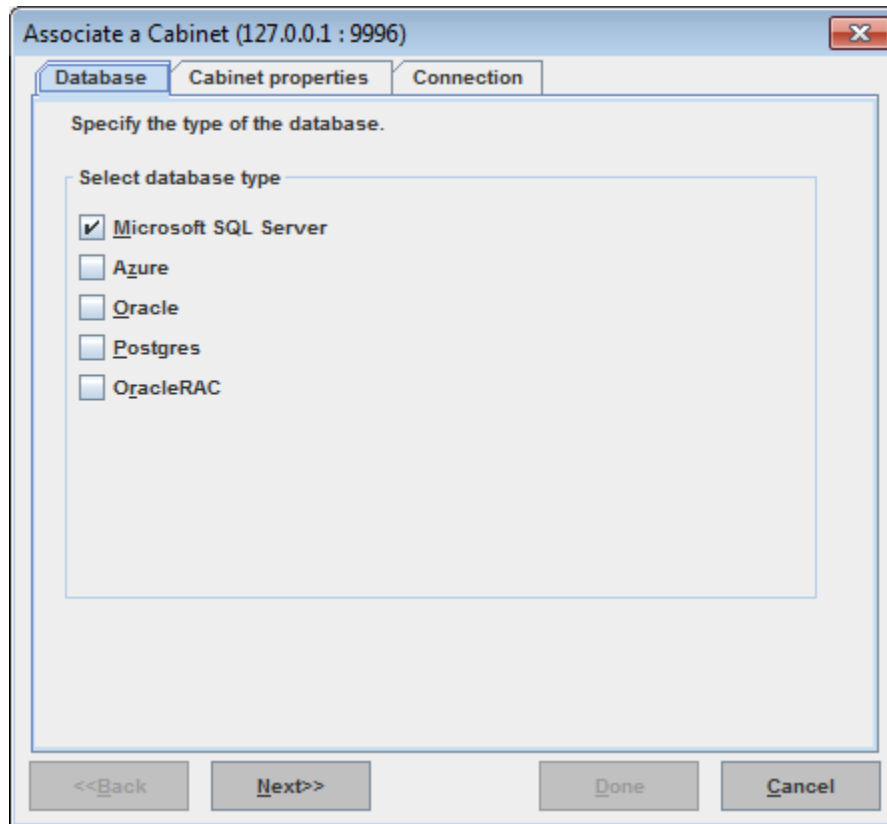 Associate a Cabinet (127.0.0.1 : 9996)
Database Cabinet properties Connection
Specify the type of the database.
Select database type
Microsoft SQL Server
Azure
Oracle
Postgres
OracleRAC
<<Back Next>> Done Cancel